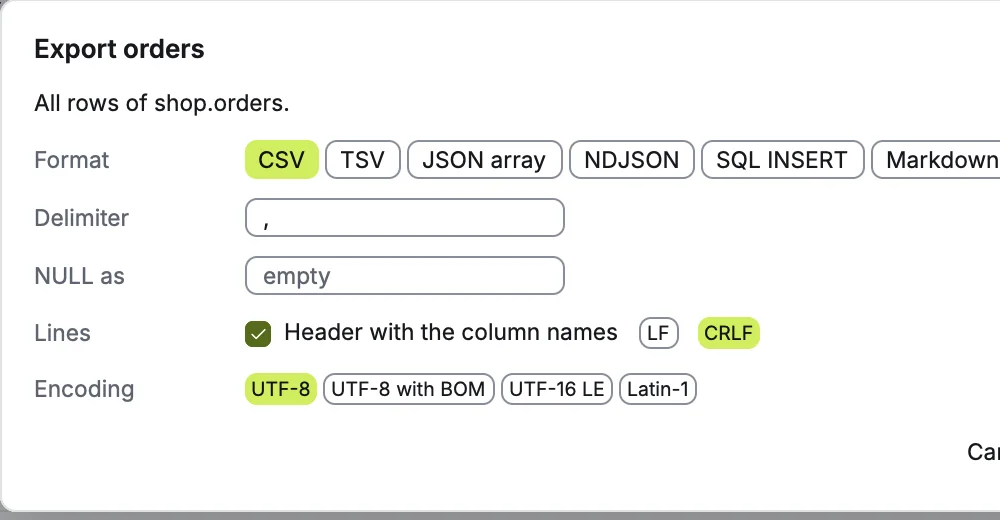 Export orders
All rows of shop.orders.
Format CSV TSV JSON array NDJSON SQL INSERT Markdown
Delimiter ,
NULL as empty
Lines Header with the column names LF CRLF
Encoding UTF-8 UTF-8 with BOM UTF-16 LE Latin-1